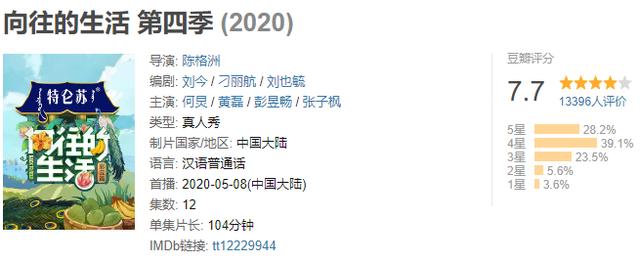 向往的生活 第四季 (2020)
特仑苏
向往的
生活
导演: 陈格洲
编剧: 刘今 / 刁丽航 / 刘也毓
主演: 何炅 / 黄磊 / 彭昱畅 / 张子枫
类型: 真人秀
制片国家/地区: 中国大陆
语言: 汉语普通话
首播: 2020-05-08(中国大陆)
集数: 12
单集片长: 104分钟
IMDb链接: tt12229944
豆瓣评分
7.7
13396人评价
5星 28.2%
4星 39.1%
3星 23.5%
2星 5.6%
1星 3.6%